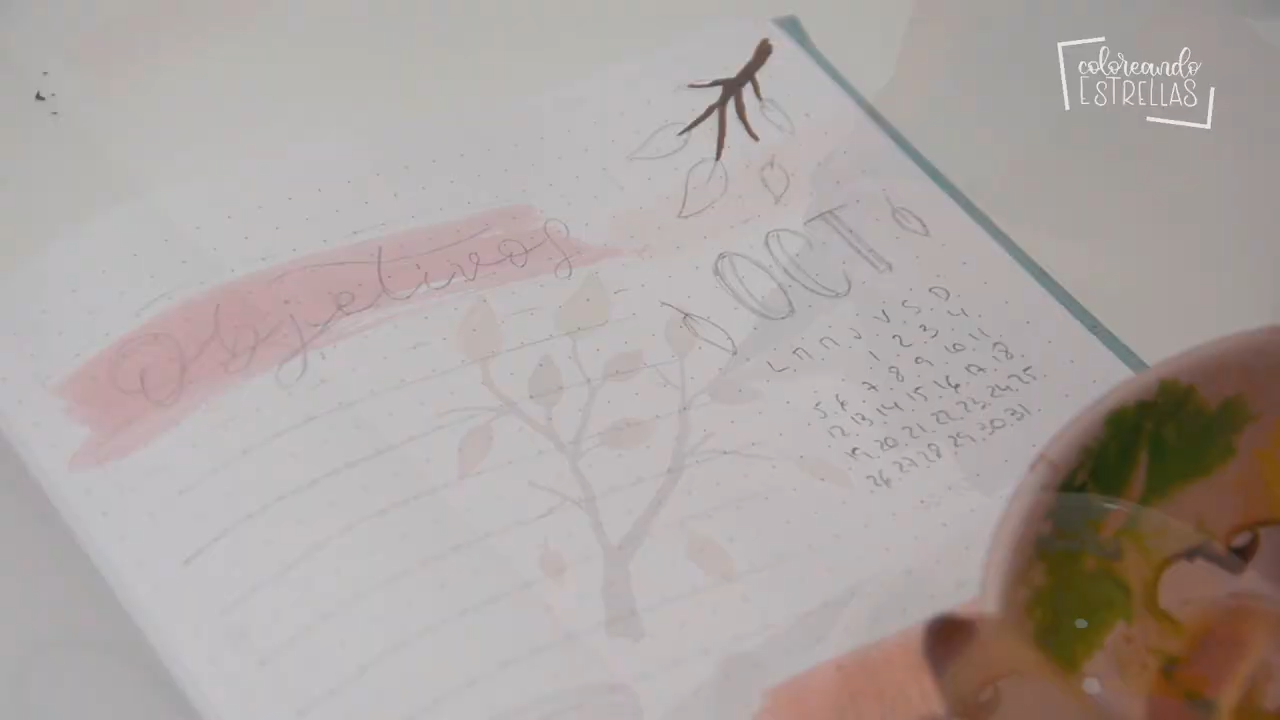 coloreando
ESTRELLAS
Objetivos
OCT
L M M J V S D
1 2 3 4
5 6 7 8 9 10 11
12 13 14 15 16 17 18
19 20 21 22 23 24 25
26 27 28 29 30 31